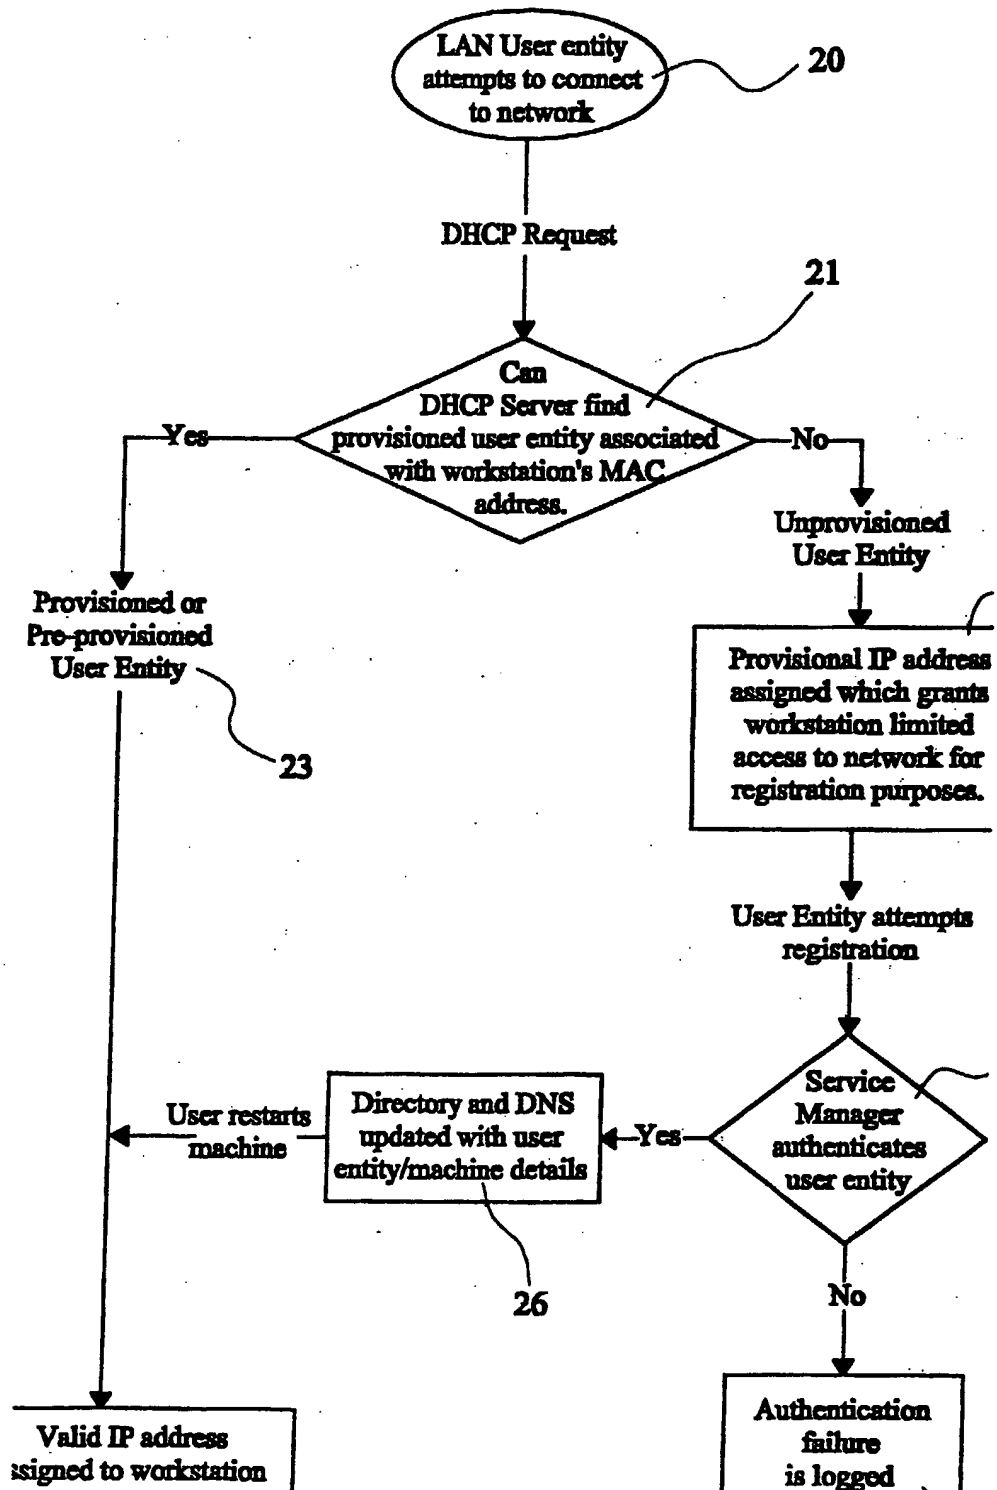 LAN User entity
attempts to connect
to network
20
DHCP Request
21
Can
DHCP Server find
provisioned user entity associated
with workstation's MAC
address.
Yes
No
Unprovisioned
User Entity
Provisioned or
Pre-provisioned
User Entity
23
Provisional IP address
assigned which grants
workstation limited
access to network for
registration purposes.
User Entity attempts
registration
Service
Manager
authenticates
user entity
Yes
Directory and DNS
updated with user
entity/machine details
User restarts
machine
26
No
Valid IP address
ssigned to workstation
Authentication
failure
is logged